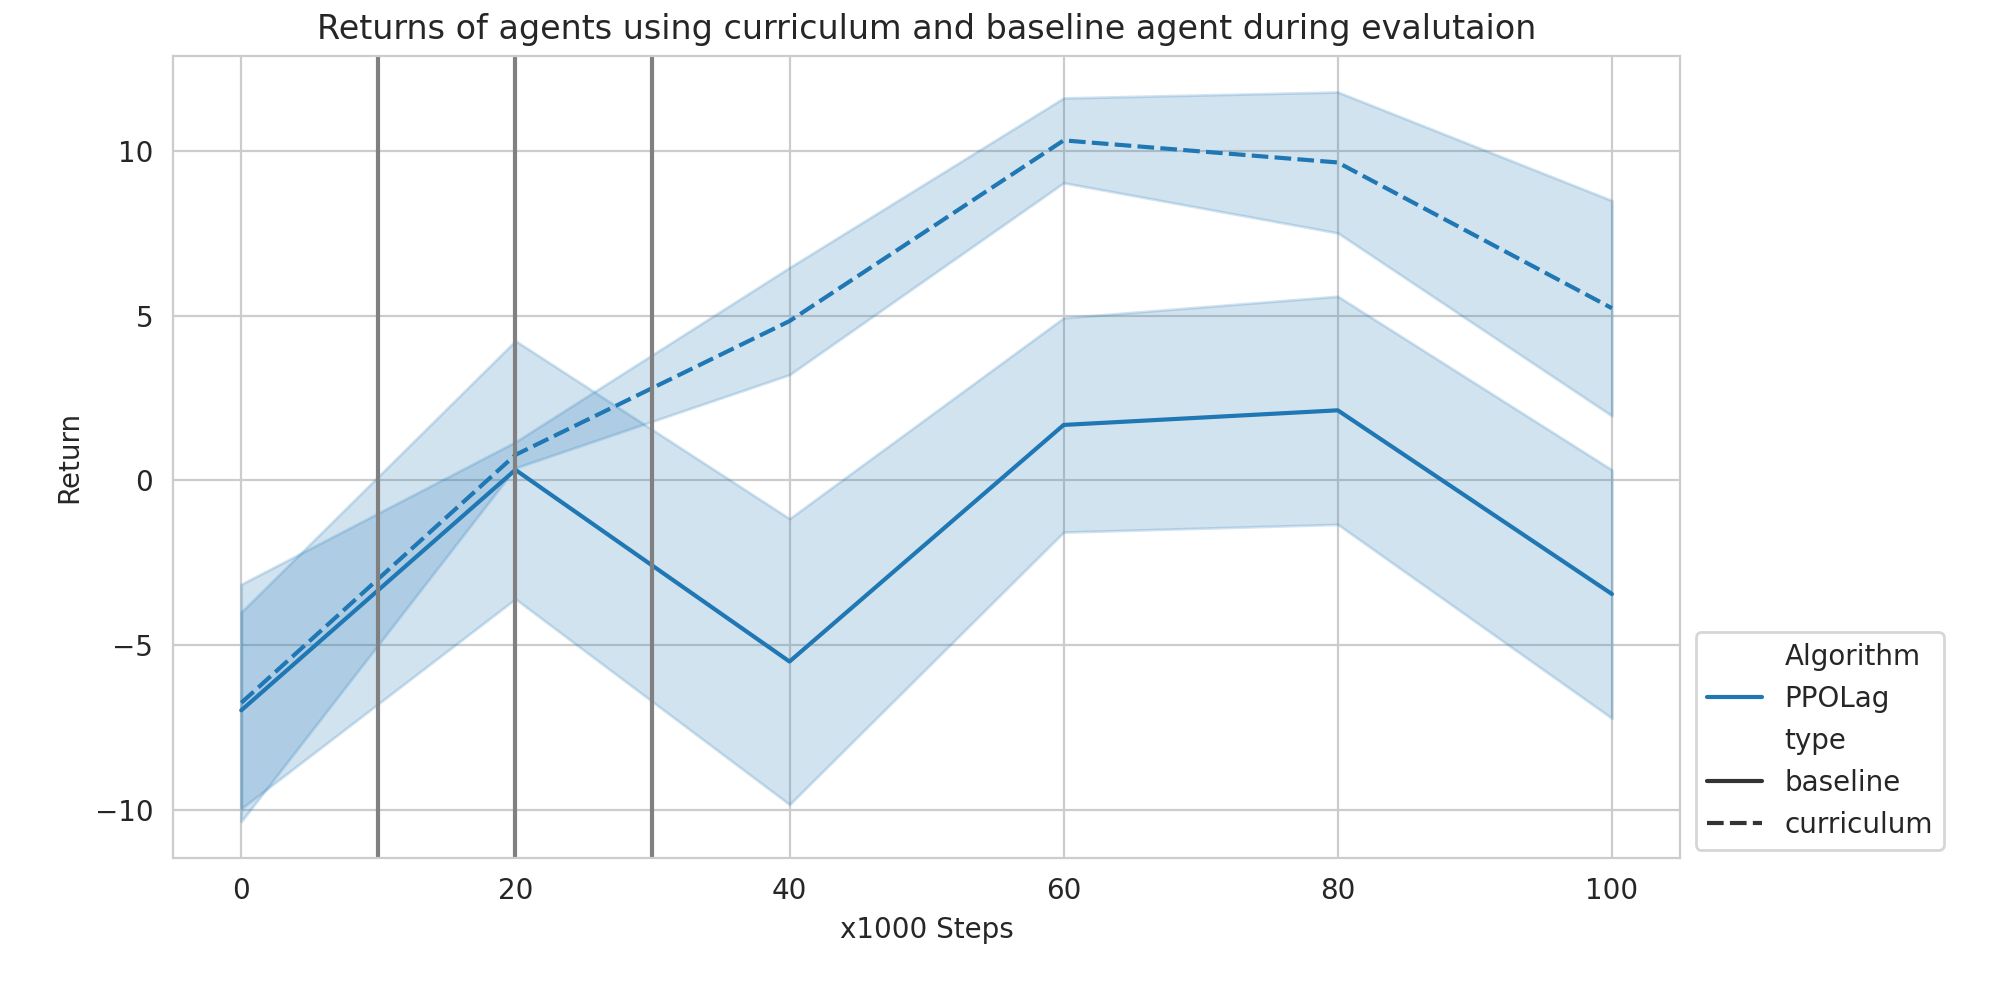 Returns of agents using curriculum and baseline agent during evalutaion
10
5
0
−5
−10
Return
0 20 40 60 80 100
x1000 Steps
Algorithm
PPOLag
type
baseline
curriculum